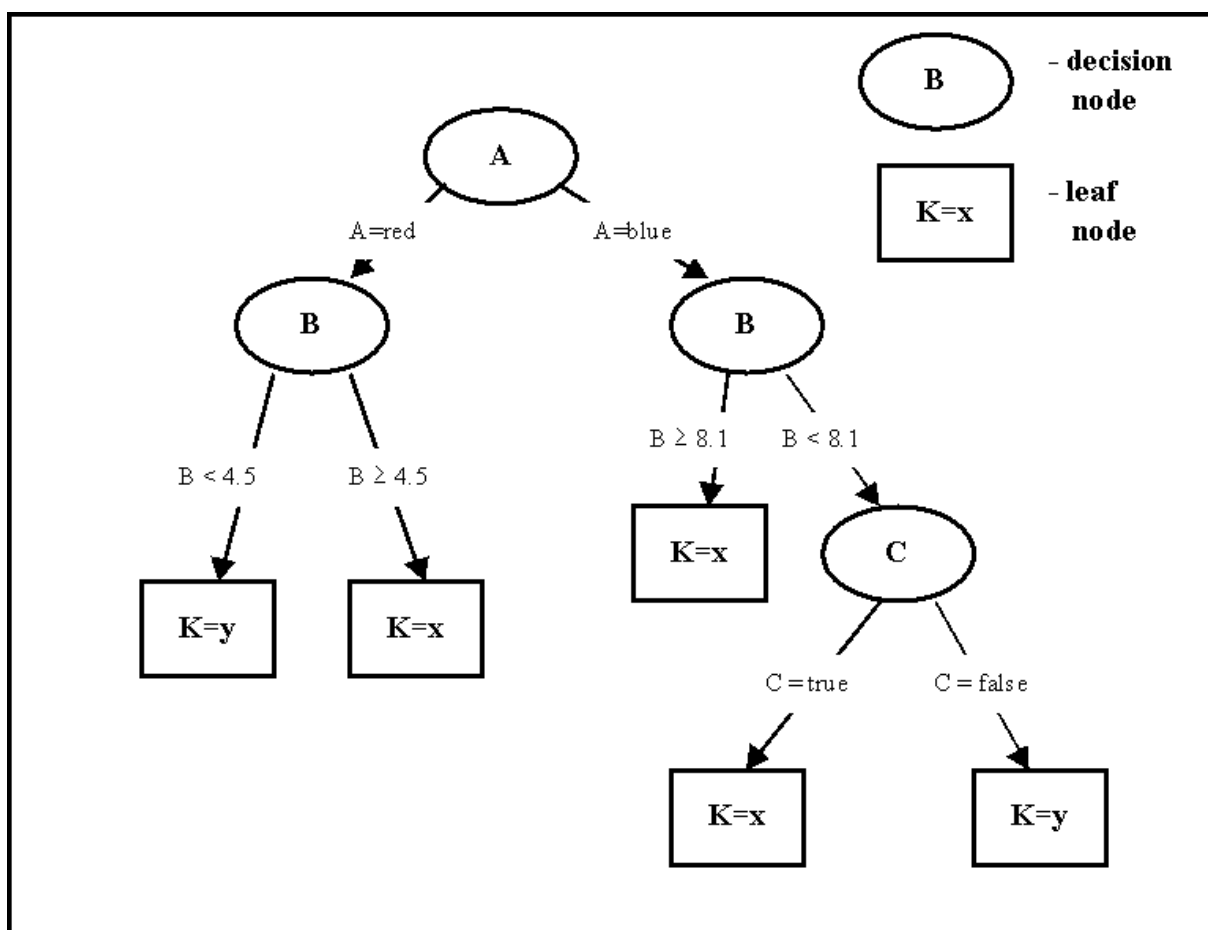 B
- decision
node
A
K=x
- leaf
node
A=red
A=blue
B
B
B < 4.5
B ≥ 4.5
B ≥ 8.1
B < 8.1
K=x
C
K=y
K=x
C = true
C = false
K=x
K=y